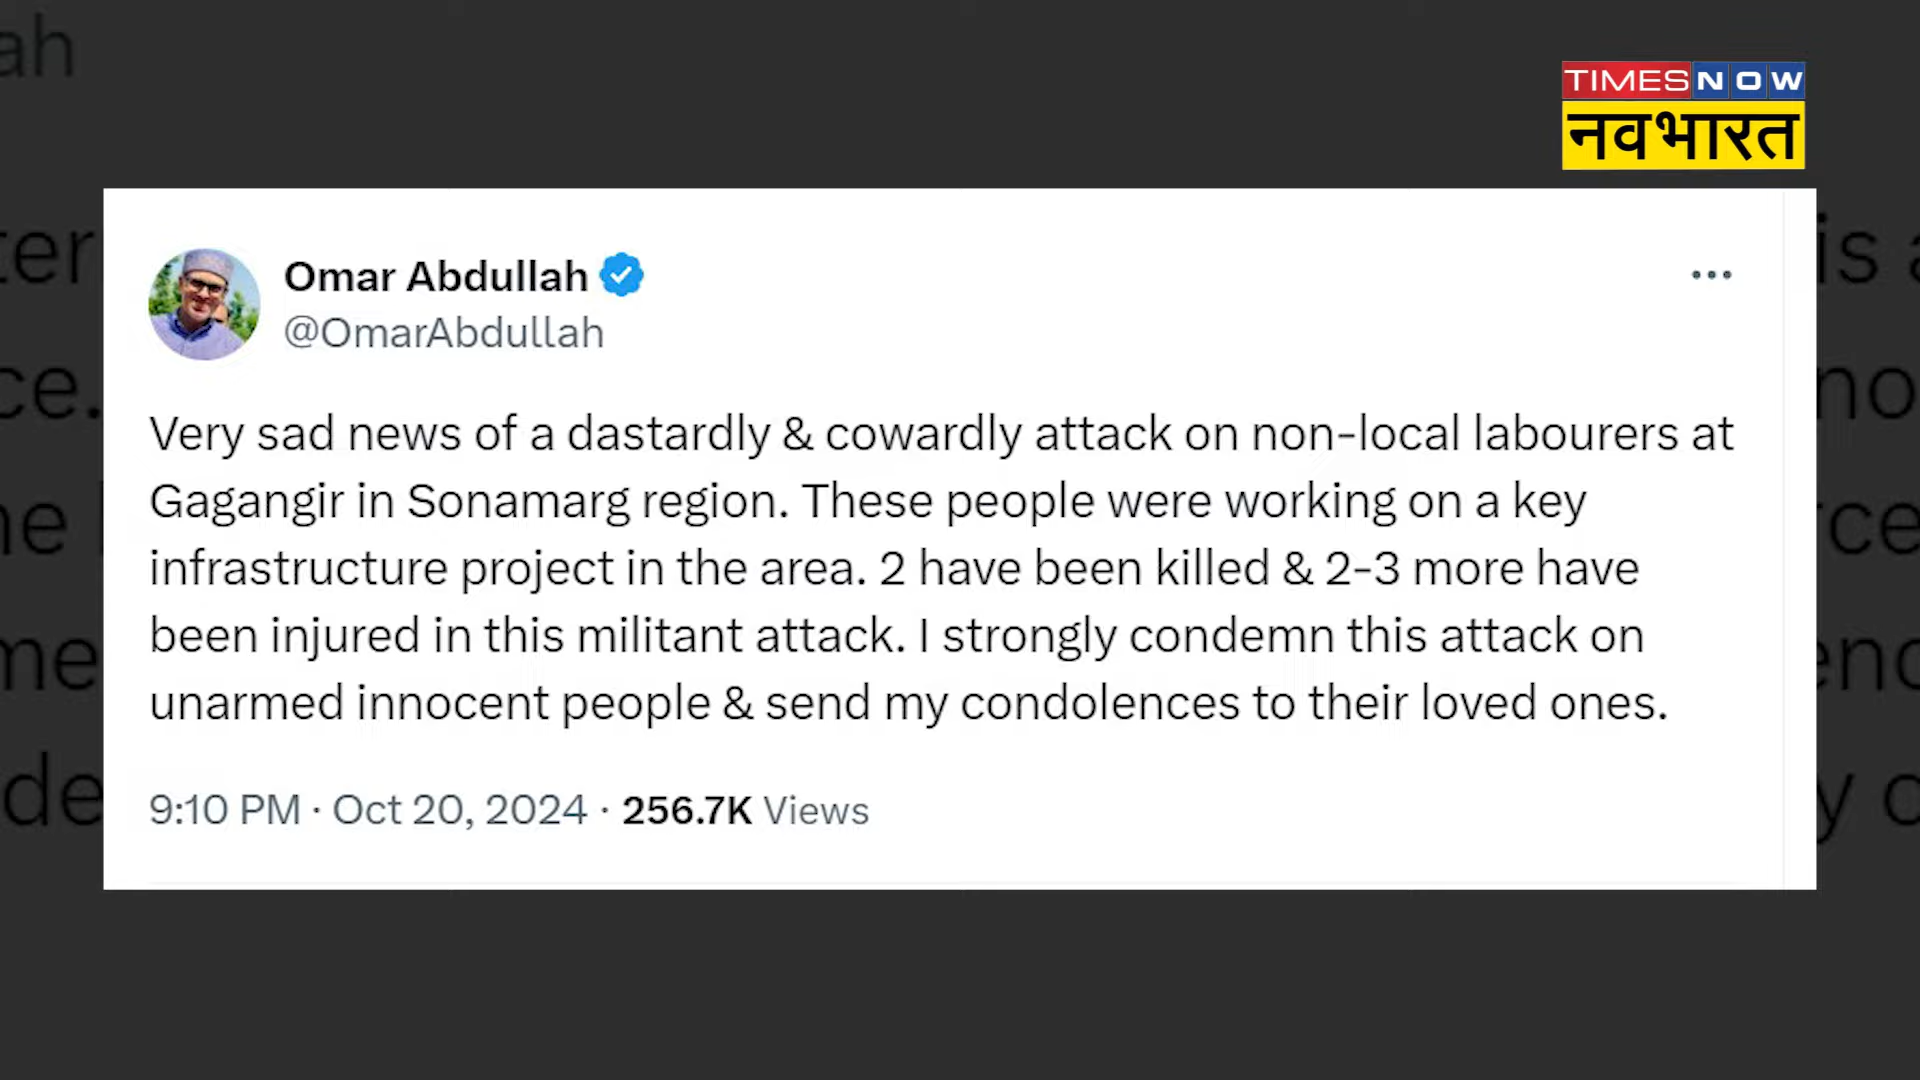 TIMES NOW
नवभारत
Omar Abdullah
@OmarAbdullah
Very sad news of a dastardly & cowardly attack on non-local labourers at
Gagangir in Sonamarg region. These people were working on a key
infrastructure project in the area. 2 have been killed & 2-3 more have
been injured in this militant attack. I strongly condemn this attack on
unarmed innocent people & send my condolences to their loved ones.
9:10 PM · Oct 20, 2024 · 256.7K Views